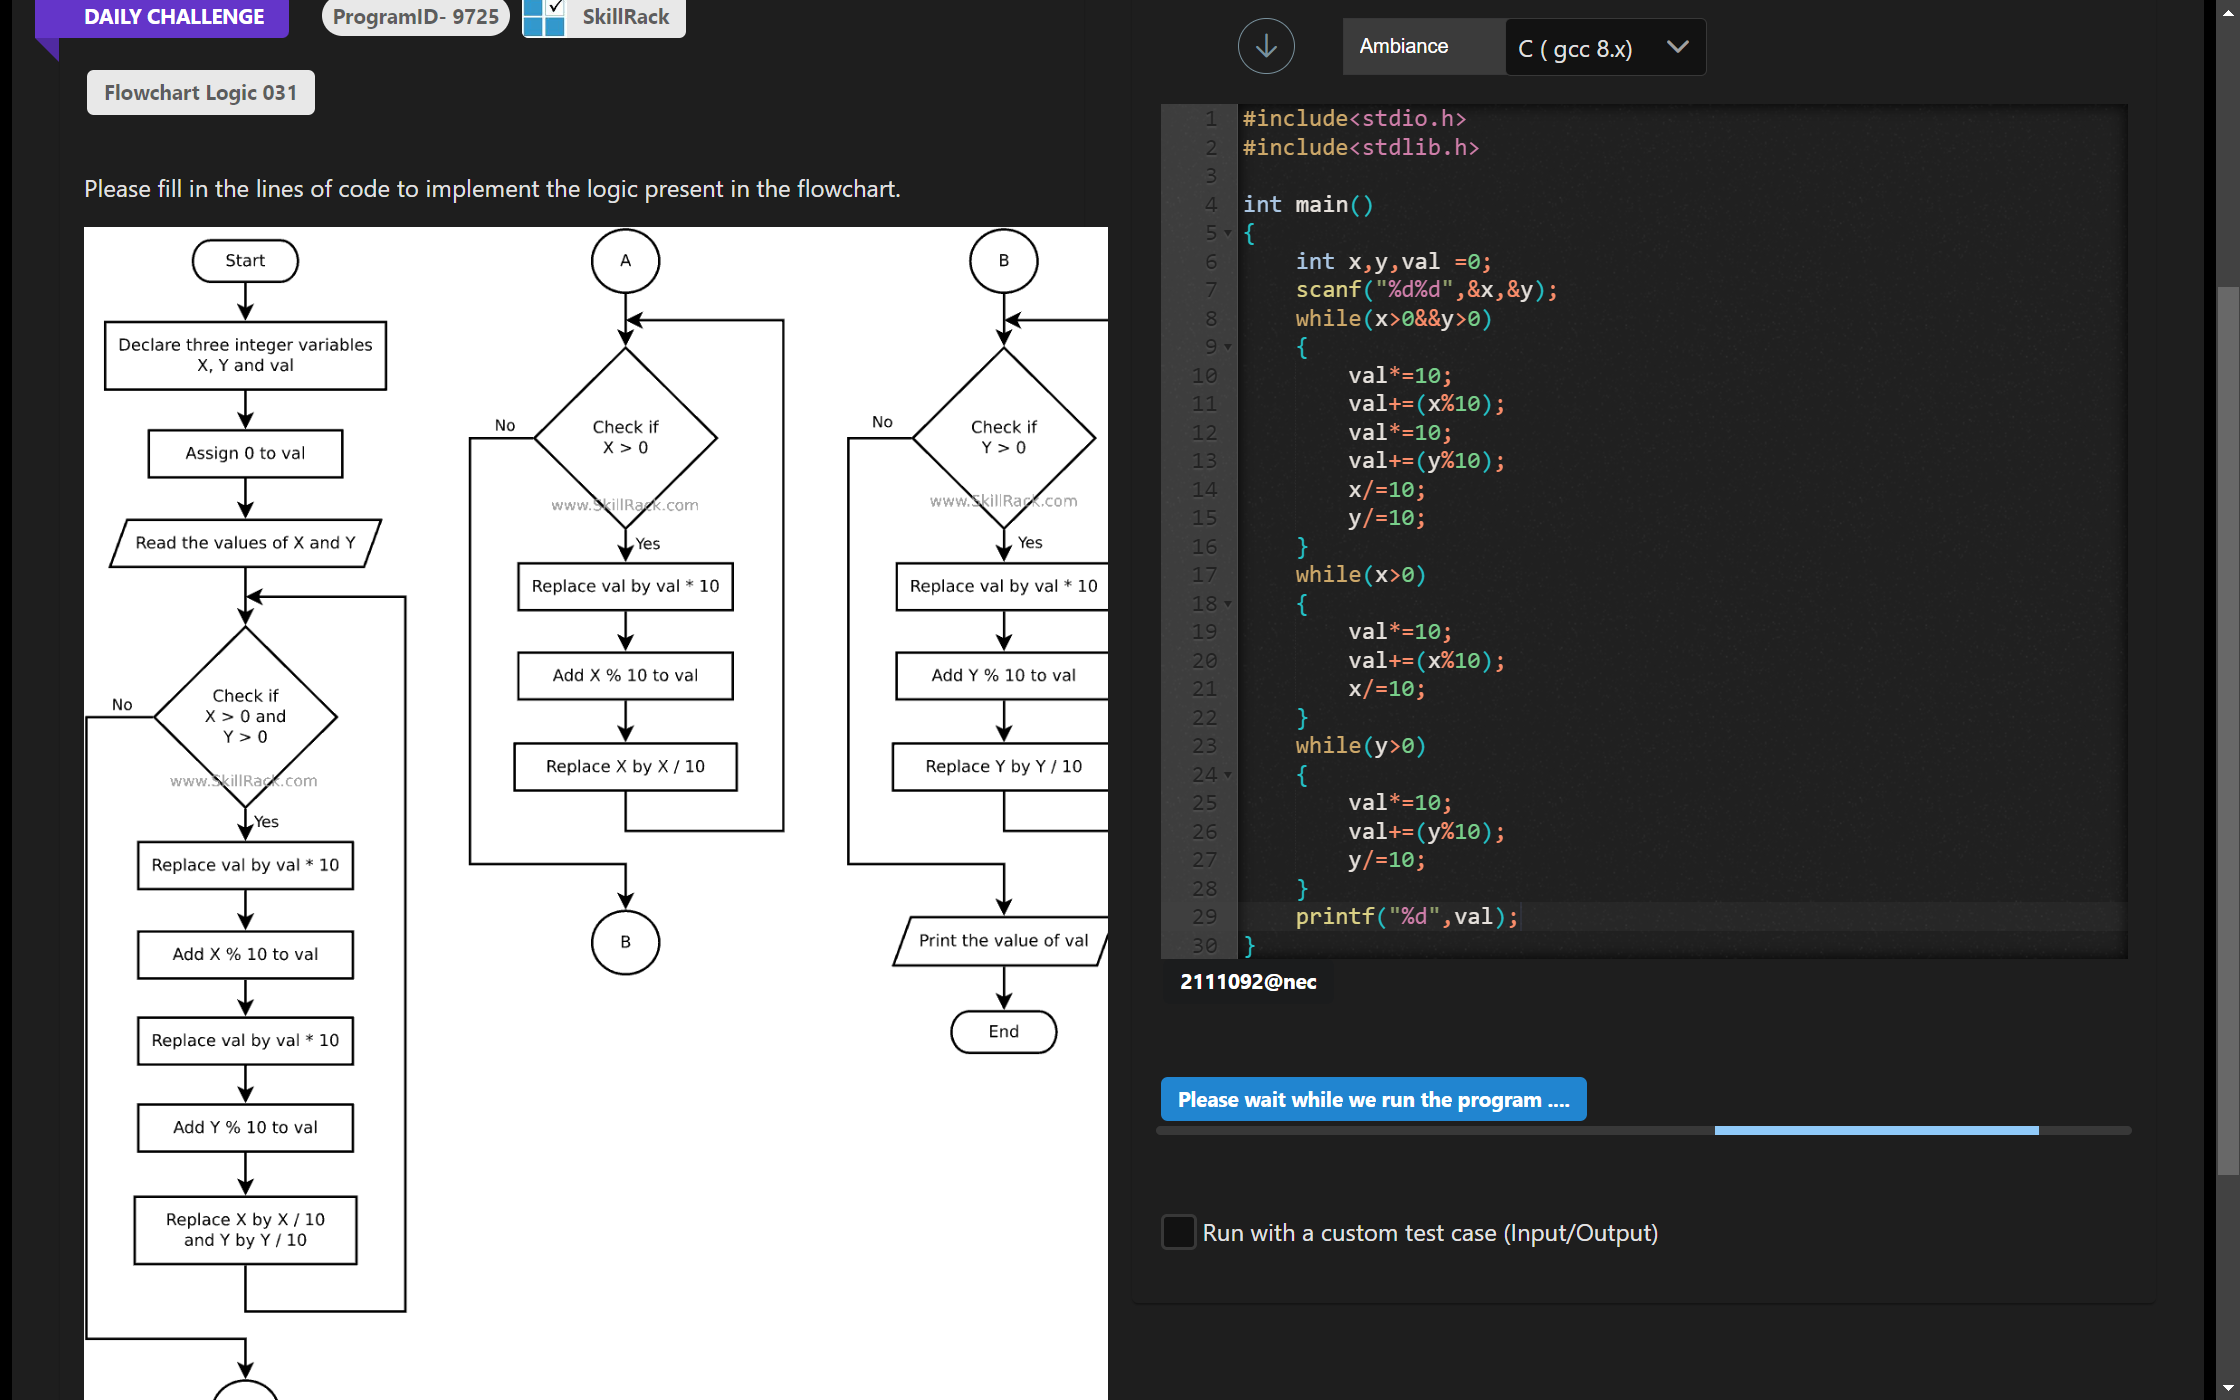 DAILY CHALLENGE
ProgramID- 9725
SkillRack
Flowchart Logic 031
Please fill in the lines of code to implement the logic present in the flowchart.
Start
Declare three integer variables
X, Y and val
Assign 0 to val
Read the values of X and Y
Check if
X > 0 and
Y > 0
No
www.SkillRack.com
Yes
Replace val by val * 10
Add X % 10 to val
Replace val by val * 10
Add Y % 10 to val
Replace X by X / 10
and Y by Y / 10
A
Check if
X > 0
No
www.SkillRack.com
Yes
Replace val by val * 10
Add X % 10 to val
Replace X by X / 10
B
B
Check if
Y > 0
No
www.SkillRack.com
Yes
Replace val by val * 10
Add Y % 10 to val
Replace Y by Y / 10
Print the value of val
End
Ambiance
C ( gcc 8.x)
1 #include<stdio.h>
2 #include<stdlib.h>
3
4 int main()
5 {
6 int x,y,val =0;
7 scanf("%d%d",&x,&y);
8 while(x>0&&y>0)
9 {
10 val*=10;
11 val+=(x%10);
12 val*=10;
13 val+=(y%10);
14 x/=10;
15 y/=10;
16 }
17 while(x>0)
18 {
19 val*=10;
20 val+=(x%10);
21 x/=10;
22 }
23 while(y>0)
24 {
25 val*=10;
26 val+=(y%10);
27 y/=10;
28 }
29 printf("%d",val);
30 }
2111092@nec
Please wait while we run the program ....
Run with a custom test case (Input/Output)